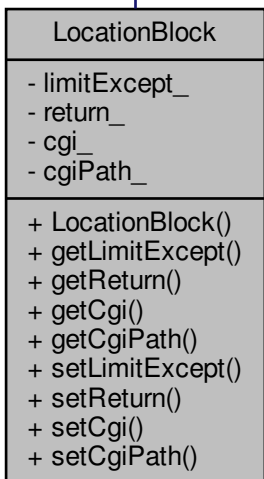 LocationBlock
- limitExcept_
- return_
- cgi_
- cgiPath_
+ LocationBlock()
+ getLimitExcept()
+ getReturn()
+ getCgi()
+ getCgiPath()
+ setLimitExcept()
+ setReturn()
+ setCgi()
+ setCgiPath()